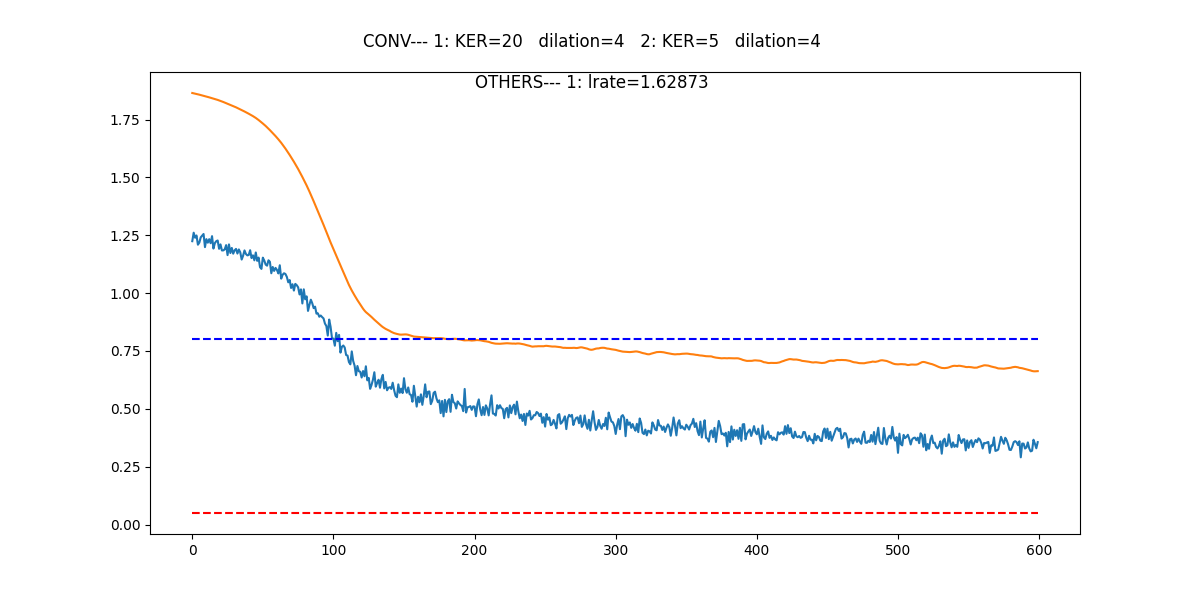 CONV--- 1: KER=20   dilation=4   2: KER=5   dilation=4
OTHERS--- 1: lrate=1.62873
1.75
1.50
1.25
1.00
0.75
0.50
0.25
0.00
0 100 200 300 400 500 600